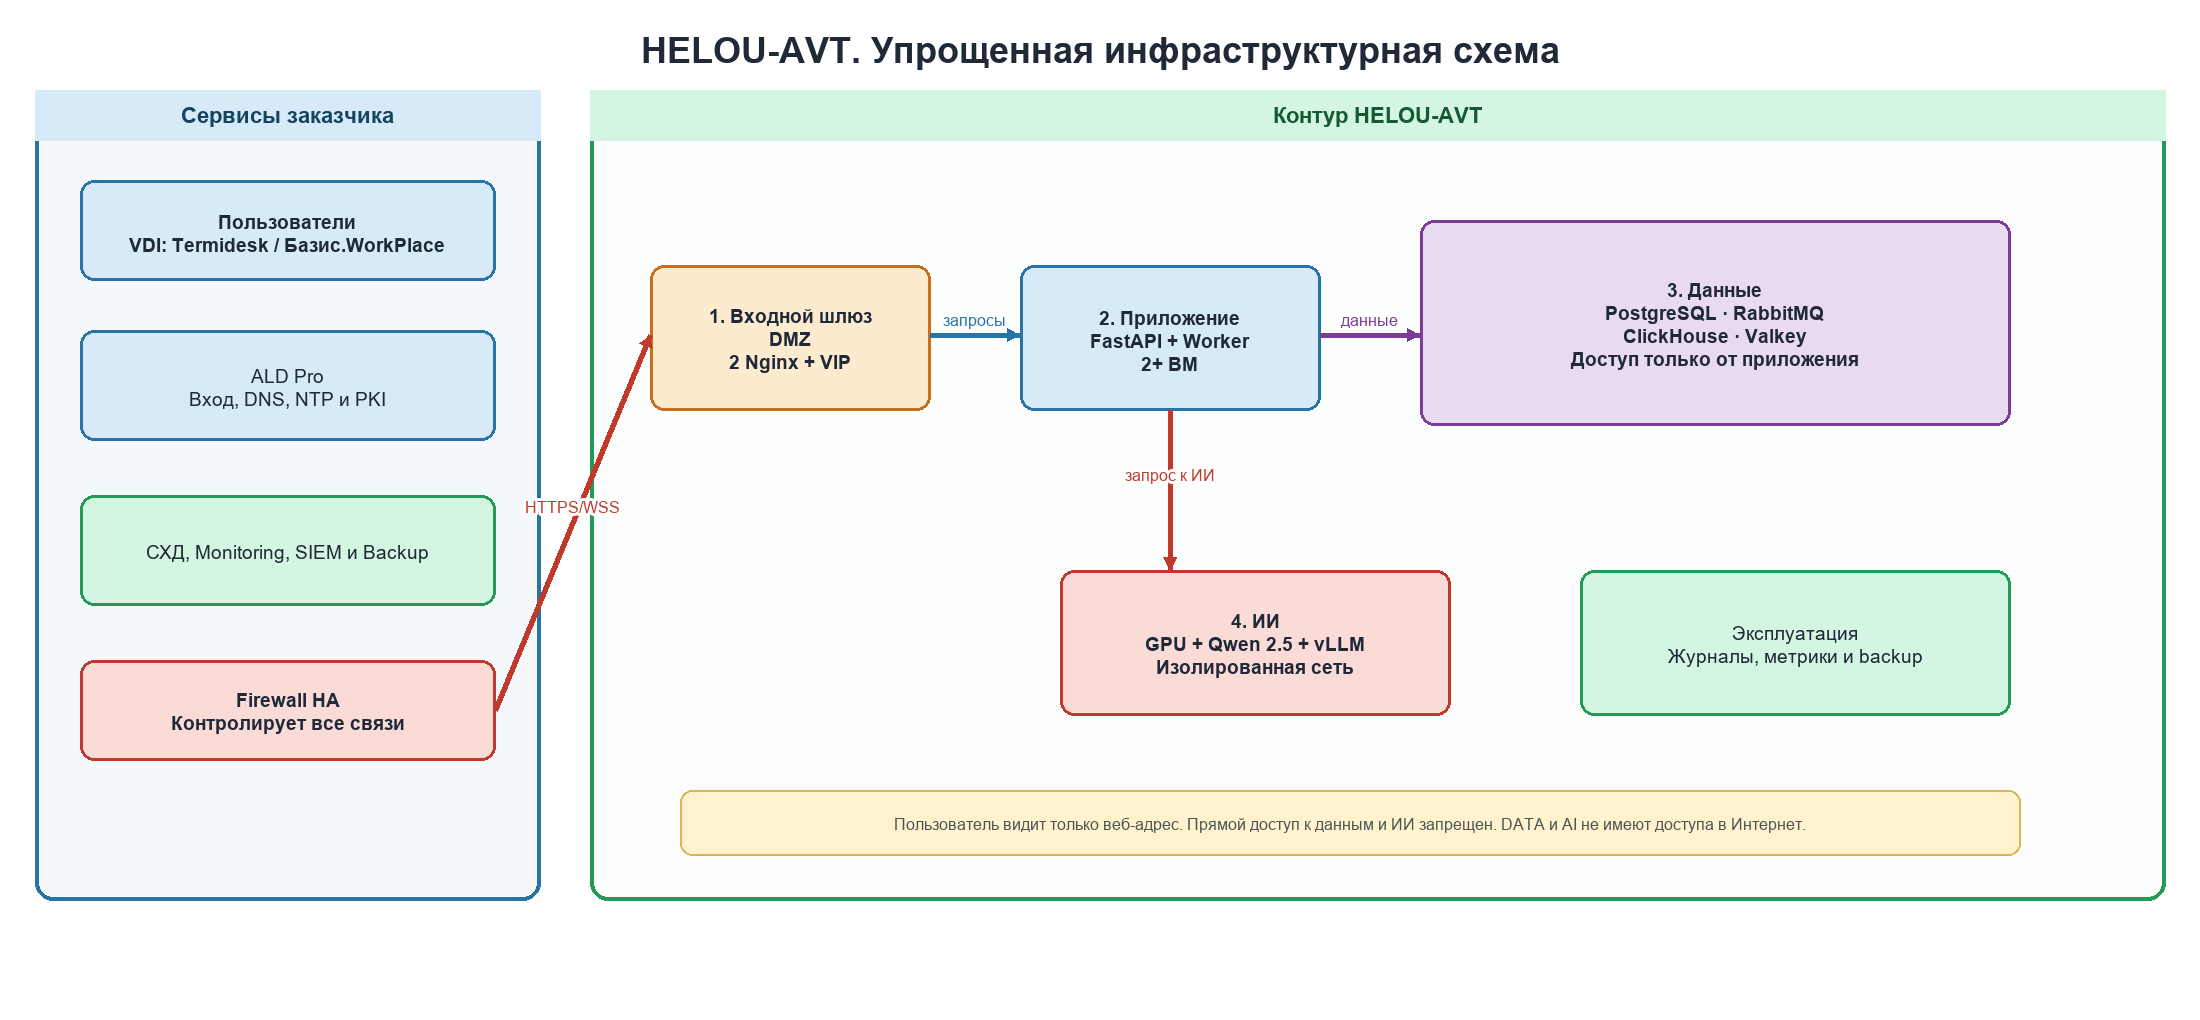 HELOU-AVT. Упрощенная инфраструктурная схема
Сервисы заказчика
Пользователи
VDI: Termidesk / Базис.WorkPlace
ALD Pro
Вход, DNS, NTP и PKI
СХД, Monitoring, SIEM и Backup
Firewall HA
Контролирует все связи
HTTPS/WSS
Контур HELOU-AVT
1. Входной шлюз
DMZ
2 Nginx + VIP
запросы
2. Приложение
FastAPI + Worker
2+ ВМ
данные
3. Данные
PostgreSQL · RabbitMQ
ClickHouse · Valkey
Доступ только от приложения
запрос к ИИ
4. ИИ
GPU + Qwen 2.5 + vLLM
Изолированная сеть
Эксплуатация
Журналы, метрики и backup
Пользователь видит только веб-адрес. Прямой доступ к данным и ИИ запрещен. DATA и AI не имеют доступа в Интернет.